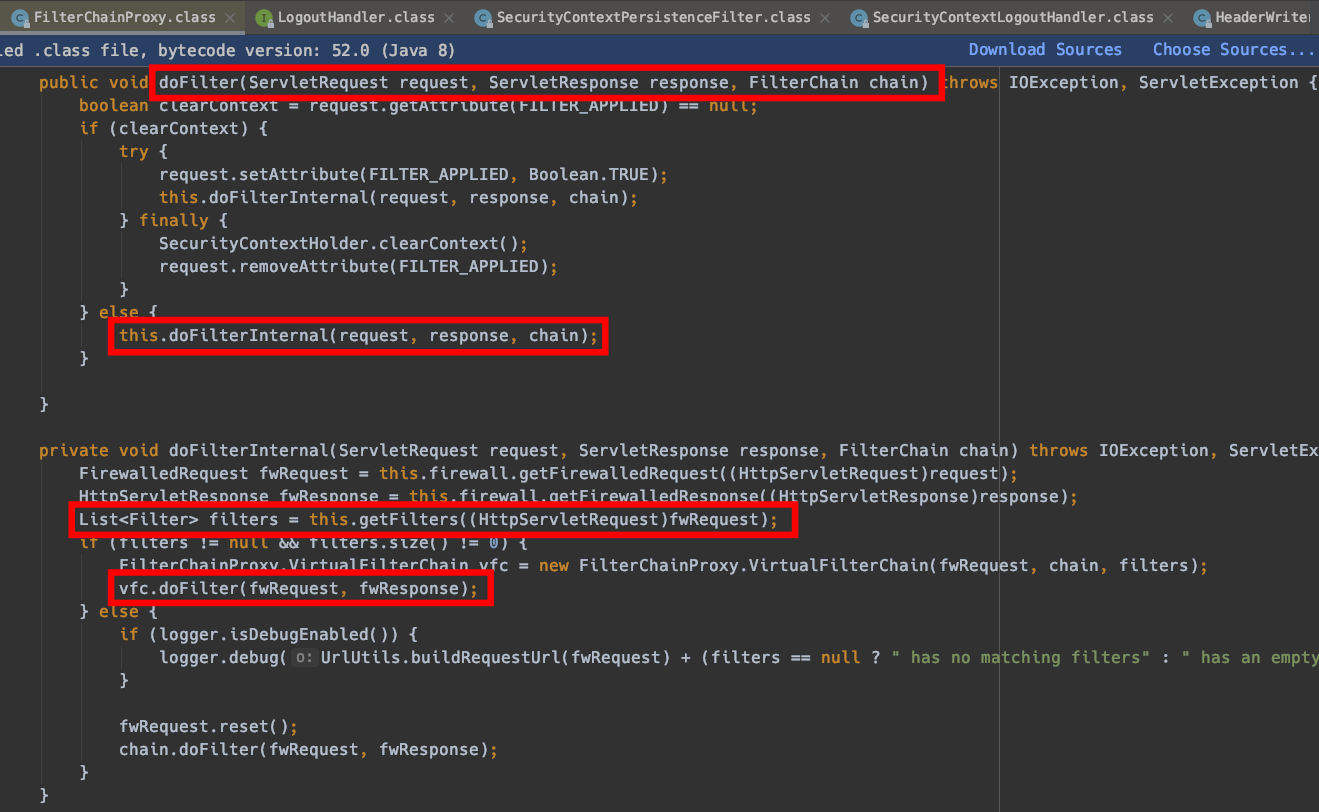 FilterChainProxy.class LogoutHandler.class SecurityContextPersistenceFilter.class SecurityContextLogoutHandler.class HeaderWriter
led .class file, bytecode version: 52.0 (Java 8) Download Sources Choose Sources...
public void doFilter(ServletRequest request, ServletResponse response, FilterChain chain) throws IOException, ServletException {
boolean clearContext = request.getAttribute(FILTER_APPLIED) == null;
if (clearContext) {
try {
request.setAttribute(FILTER_APPLIED, Boolean.TRUE);
this.doFilterInternal(request, response, chain);
} finally {
SecurityContextHolder.clearContext();
request.removeAttribute(FILTER_APPLIED);
}
} else {
this.doFilterInternal(request, response, chain);
}
}
private void doFilterInternal(ServletRequest request, ServletResponse response, FilterChain chain) throws IOException, ServletEx
FirewalledRequest fwRequest = this.firewall.getFirewalledRequest((HttpServletRequest)request);
HttpServletResponse fwResponse = this.firewall.getFirewalledResponse((HttpServletResponse)response);
List<Filter> filters = this.getFilters((HttpServletRequest)fwRequest);
if (filters != null && filters.size() != 0) {
FilterChainProxy.VirtualFilterChain vfc = new FilterChainProxy.VirtualFilterChain(fwRequest, chain, filters);
vfc.doFilter(fwRequest, fwResponse);
} else {
if (logger.isDebugEnabled()) {
logger.debug( o: UrlUtils.buildRequestUrl(fwRequest) + (filters == null ? " has no matching filters" : " has an empty
}
fwRequest.reset();
chain.doFilter(fwRequest, fwResponse);
}
}